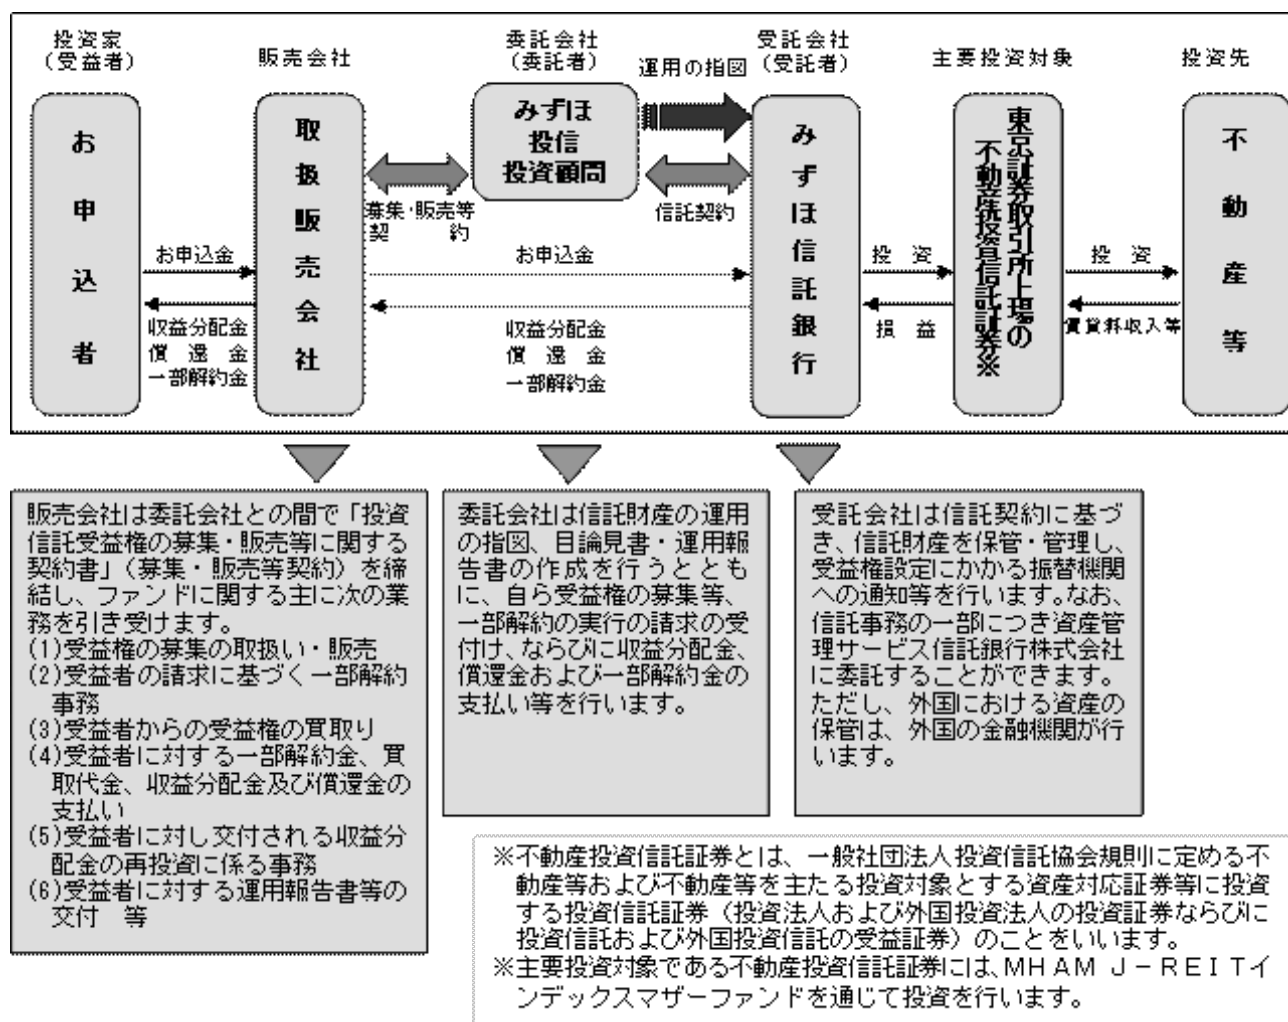 投資家
(受益者)
販売会社
委託会社
(委託者)
運用の指図
受託会社
(受託者)
主要投資対象
投資先
お申込者
取扱販売会社
みずほ
投信
投資顧問
みずほ信託銀行
東京証券取引所上場の
不動産投資信託証券※
不動産等
募集・販売等
契 約
信託契約
お申込金
お申込金
投 資
投 資
収益分配金
償 還 金
一部解約金
収益分配金
償 還 金
一部解約金
損 益
賃貸料収入等
販売会社は委託会社との間で「投資
信託受益権の募集・販売等に関する
契約書」(募集・販売等契約)を締
結し、ファンドに関する主に次の業
務を引き受けます。
(1)受益権の募集の取扱い・販売
(2)受益者の請求に基づく一部解約
事務
(3)受益者からの受益権の買取り
(4)受益者に対する一部解約金、買
取代金、収益分配金及び償還金の
支払い
(5)受益者に対し交付される収益分
配金の再投資に係る事務
(6)受益者に対する運用報告書等の
交付 等
委託会社は信託財産の運用
の指図、目論見書・運用報
告書の作成を行うととも
に、自ら受益権の募集等、
一部解約の実行の請求の受
付け、ならびに収益分配金、
償還金および一部解約金の
支払い等を行います。
受託会社は信託契約に基づ
き、信託財産を保管・管理し、
受益権設定にかかる振替機関
への通知等を行います。なお、
信託事務の一部につき資産管
理サービス信託銀行株式会社
に委託することができます。
ただし、外国における資産の
保管は、外国の金融機関が行
います。
※不動産投資信託証券とは、一般社団法人投資信託協会規則に定める不
動産等および不動産等を主たる投資対象とする資産対応証券等に投資
する投資信託証券(投資法人および外国投資法人の投資証券ならびに
投資信託および外国投資信託の受益証券)のことをいいます。
※主要投資対象である不動産投資信託証券には、MHAM J-REITイ
ンデックスマザーファンドを通じて投資を行います。